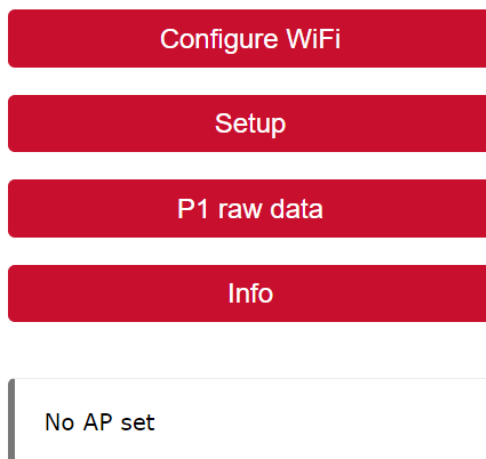 Configure WiFi
Setup
P1 raw data
Info
No AP set